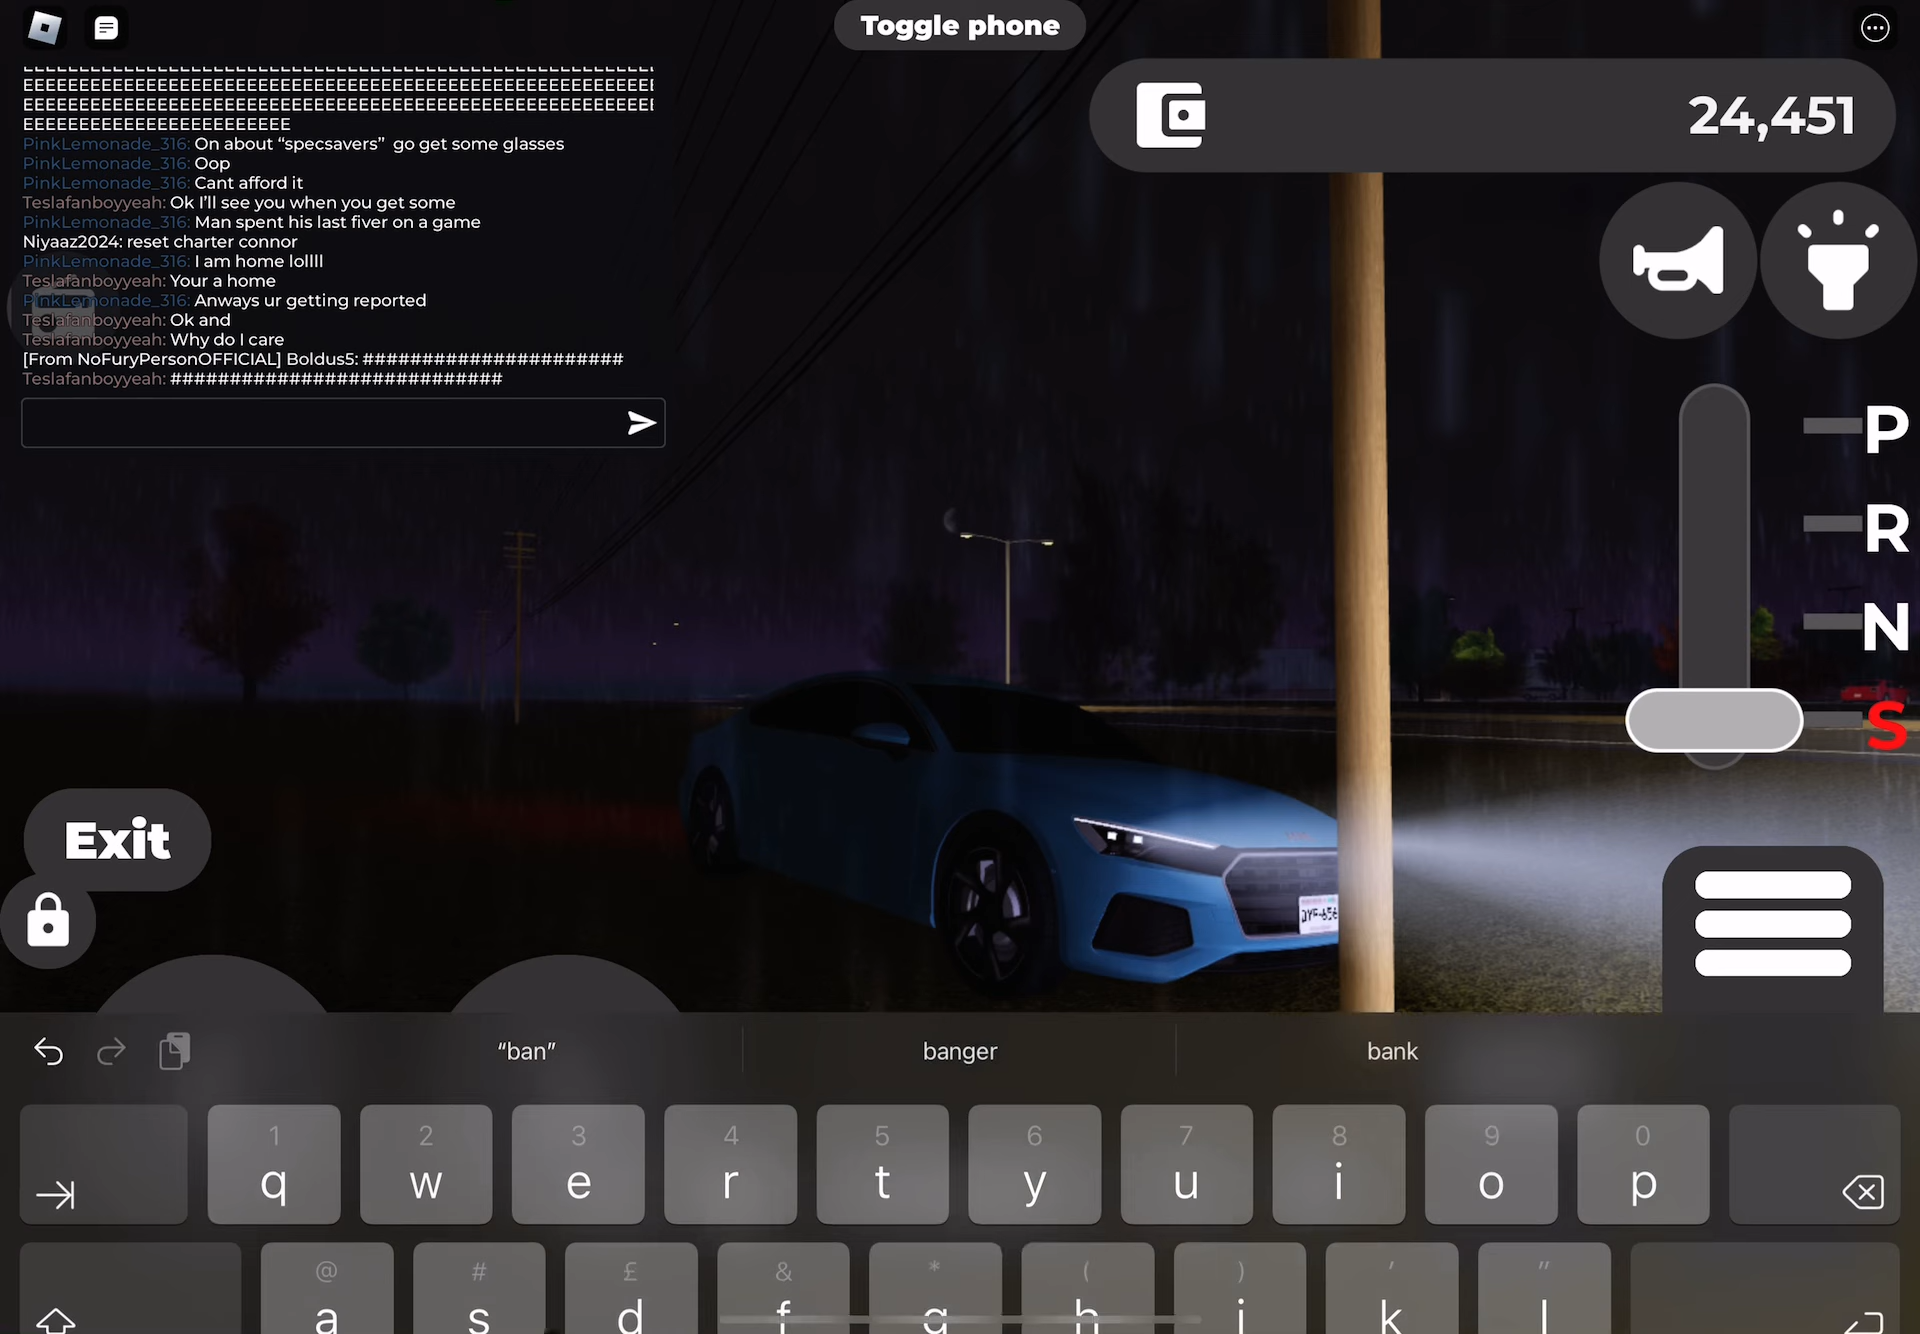 Toggle phone
24,451
EEEEEEEEEEEEEEEEEEEEEEEEEEEEEEEEEEEEEEEEEEEEEEEEEEEEEEEEE
EEEEEEEEEEEEEEEEEEEEEEEEEEEEEEEEEEEEEEEEEEEEEEEEEEEEEEEEE
EEEEEEEEEEEEEEEEEEEEEEEE
PinkLemonade_316: On about “specsavers” go get some glasses
PinkLemonade_316: Oop
PinkLemonade_316: Cant afford it
Teslafanboyyeah: Ok I’ll see you when you get some
PinkLemonade_316: Man spent his last fiver on a game
Niyaaz2024: reset charter connor
PinkLemonade_316: I am home lollll
Teslafanboyyeah: Your a home
PinkLemonade_316: Anways ur getting reported
Teslafanboyyeah: Ok and
Teslafanboyyeah: Why do I care
[From NoFuryPersonOFFICIAL] Boldus5: ######################
Teslafanboyyeah: ############################
P
R
N
S
Exit
“ban” banger bank
1 2 3 4 5 6 7 8 9 0
q w e r t y u i o p
@ # £ & * ( ) ' "
a s d f g h j k l